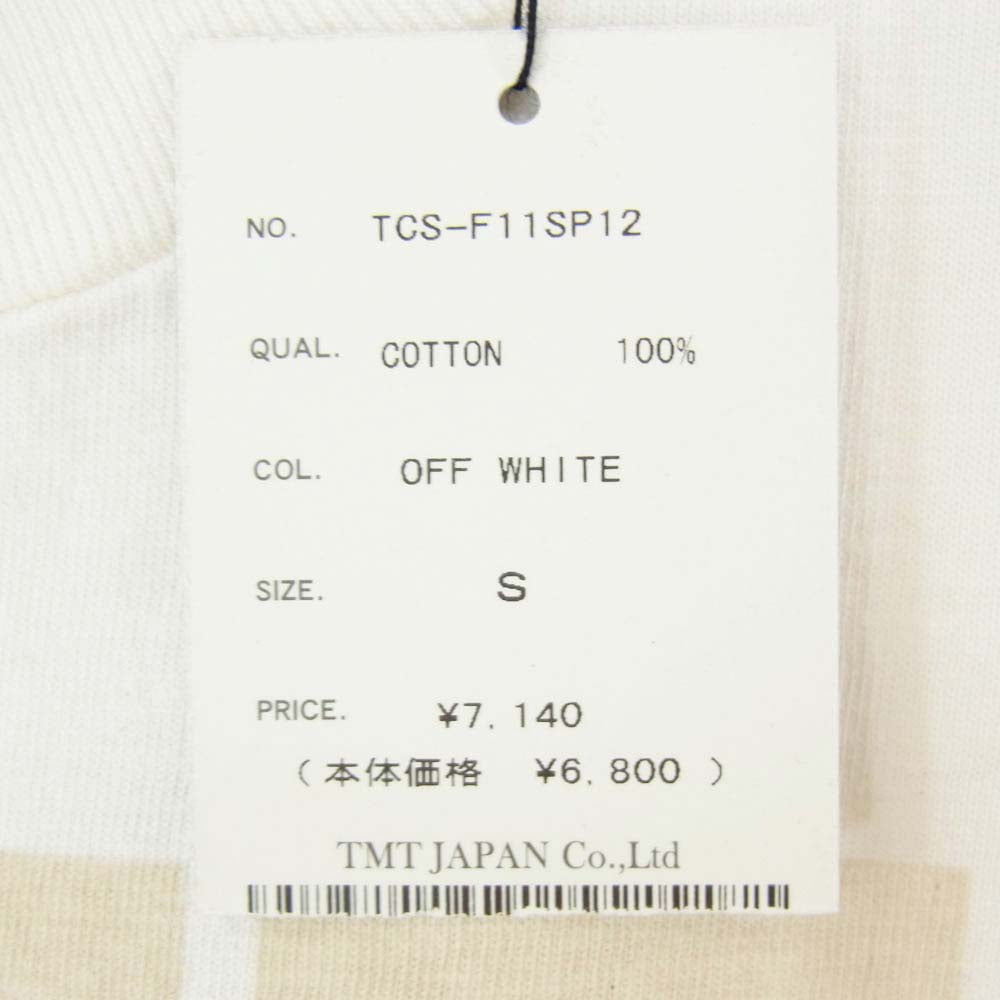 NO. TCS-F11SP12
QUAL. COTTON 100%
COL. OFF WHITE
SIZE. S
PRICE. ¥7,140
(本体価格 ¥6,800)
TMT JAPAN Co.,Ltd